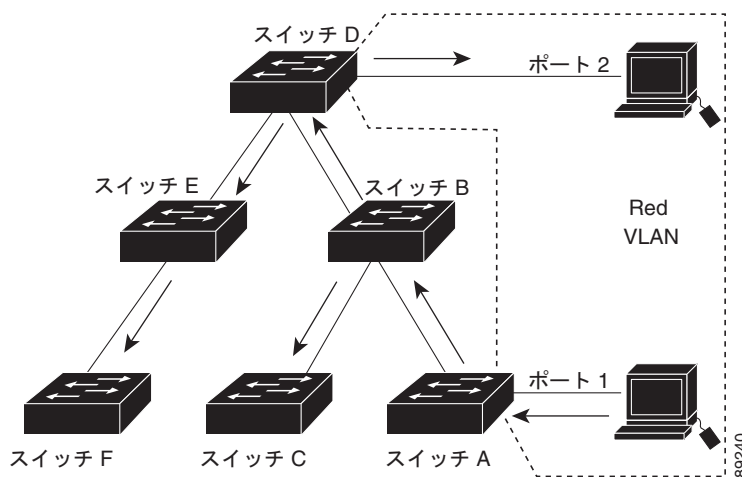 スイッチ D
ポート 2
スイッチ E
スイッチ B
Red
VLAN
ポート 1
スイッチ F
スイッチ C
スイッチ A
89240